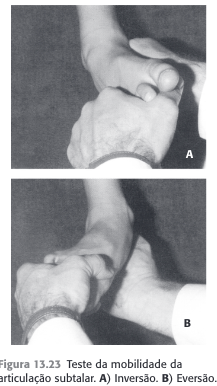 A
B
Figura 13.23 Teste da mobilidade da
articulação subtalar. A) Inversão. B) Eversão.